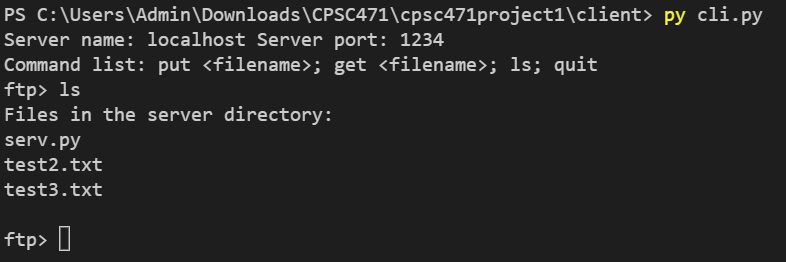 PS C:\Users\Admin\Downloads\CPSC471\cpsc471project1\client> py cli.py
Server name: localhost Server port: 1234
Command list: put <filename>; get <filename>; ls; quit
ftp> ls
Files in the server directory:
serv.py
test2.txt
test3.txt
ftp>